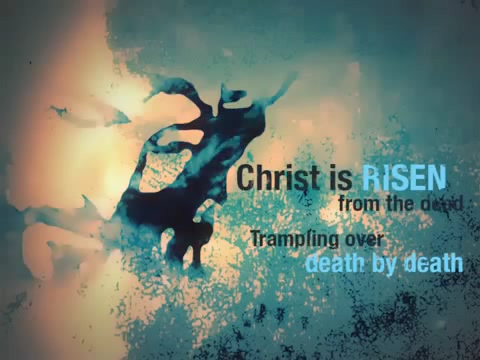 Christ is RISEN
from the dead
Trampling over
death by death